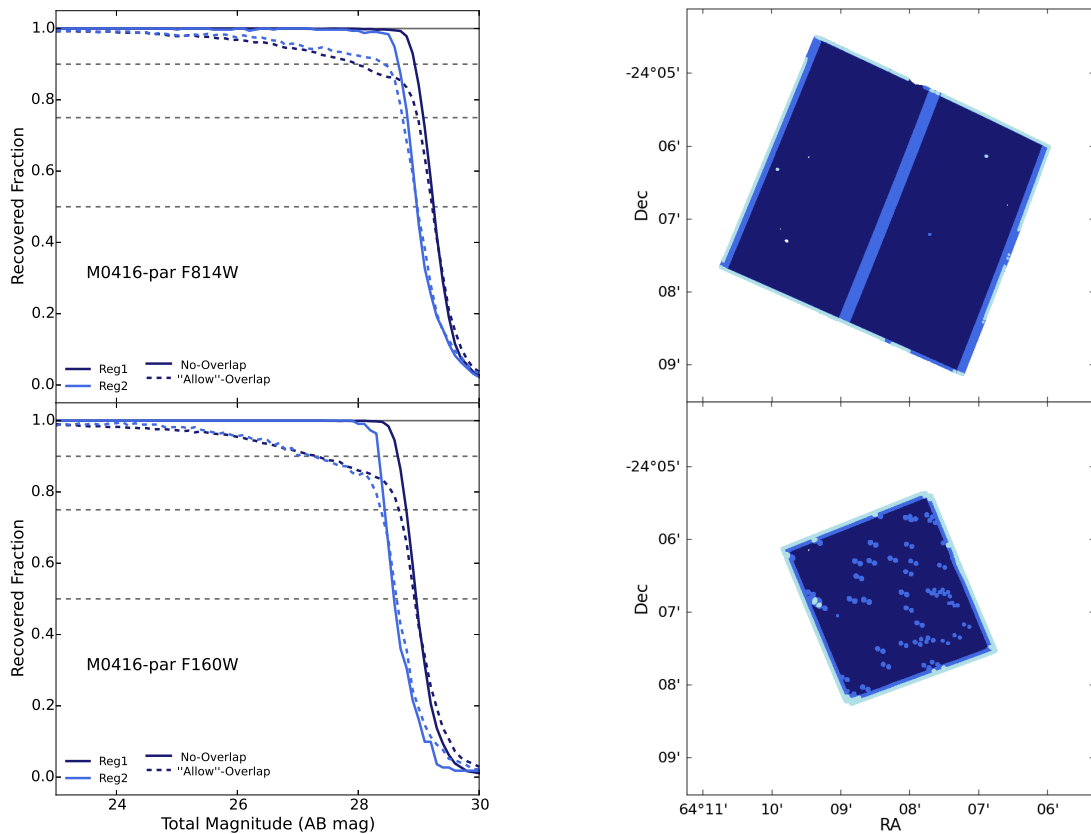 1.0
0.8
0.6
0.4
0.2
0.0
Recovered Fraction
M0416-par F814W
Reg1
Reg2
No-Overlap
"Allow"-Overlap
-24°05'
06'
07'
08'
09'
Dec
1.0
0.8
0.6
0.4
0.2
0.0
Recovered Fraction
M0416-par F160W
Reg1
Reg2
No-Overlap
"Allow"-Overlap
24
26
28
30
Total Magnitude (AB mag)
-24°05'
06'
07'
08'
09'
Dec
64°11'
10'
09'
08'
07'
06'
RA